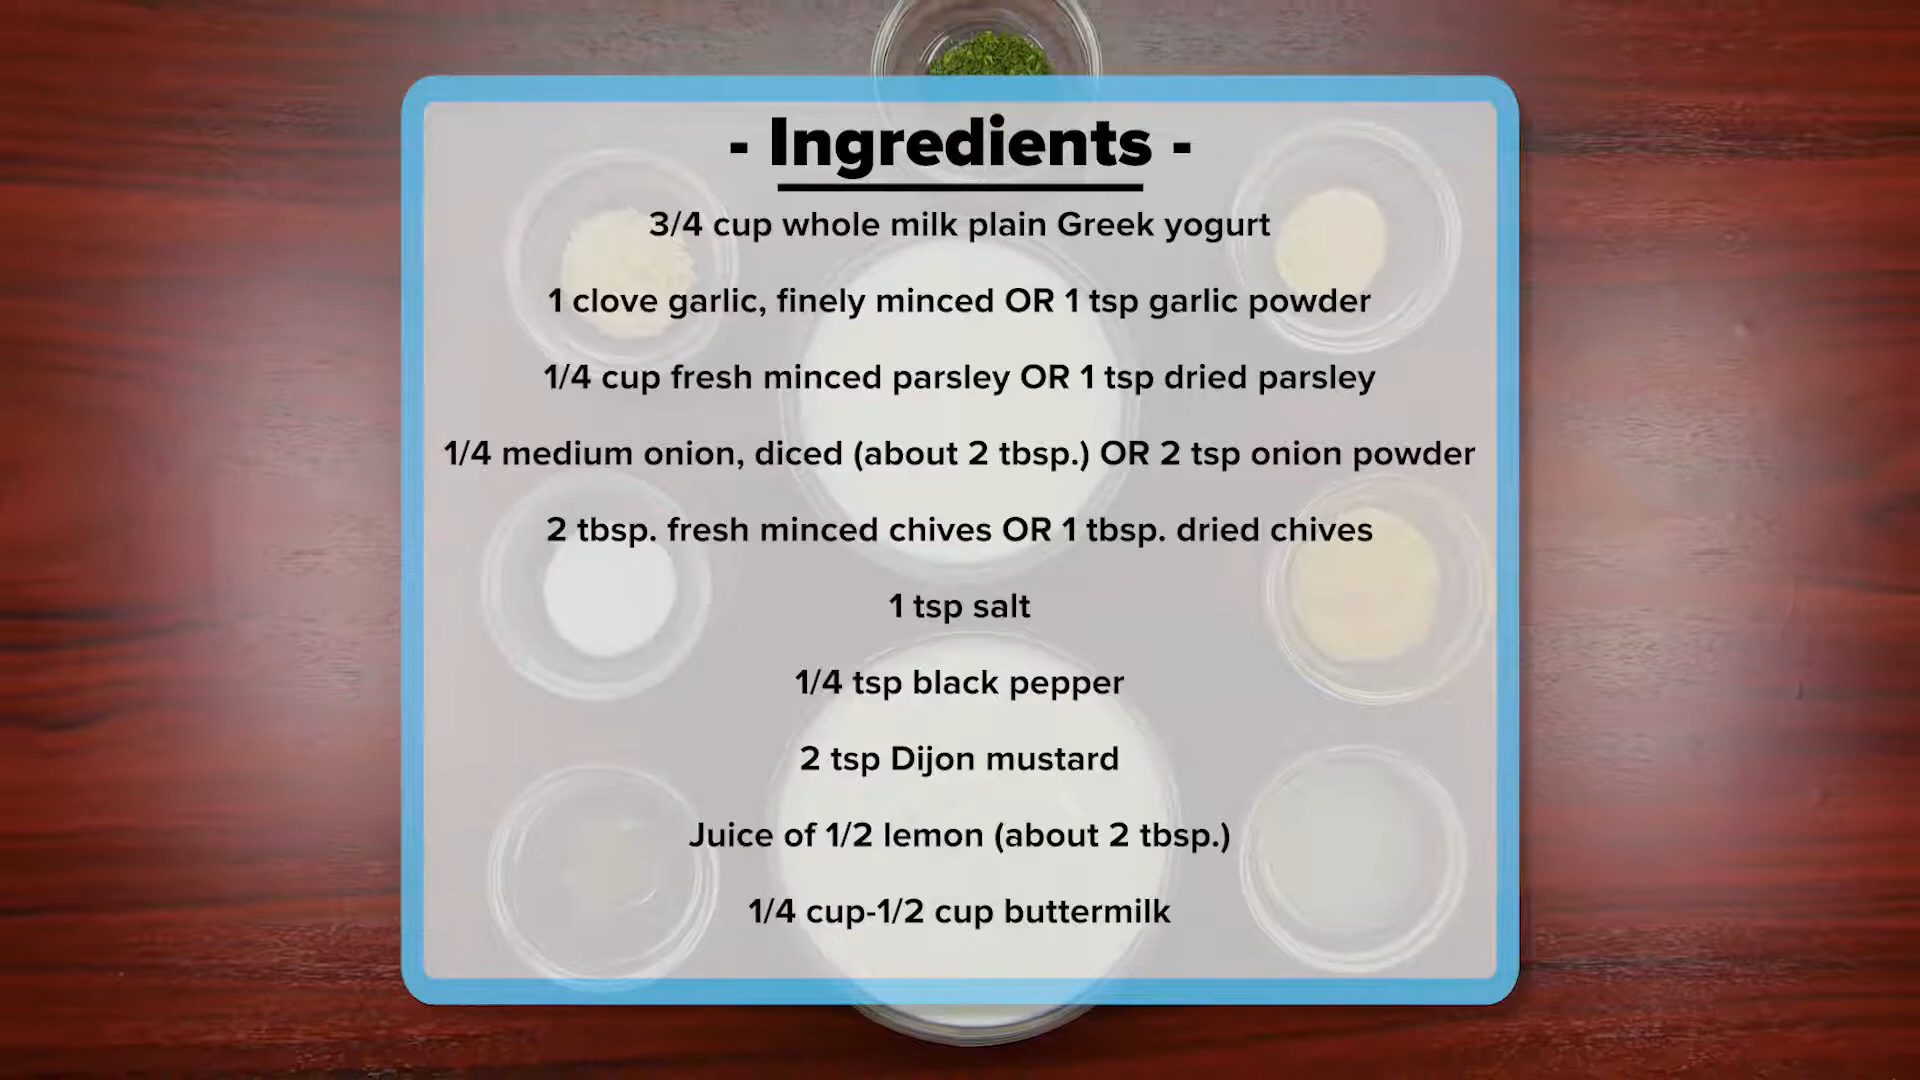 - Ingredients -
3/4 cup whole milk plain Greek yogurt
1 clove garlic, finely minced OR 1 tsp garlic powder
1/4 cup fresh minced parsley OR 1 tsp dried parsley
1/4 medium onion, diced (about 2 tbsp.) OR 2 tsp onion powder
2 tbsp. fresh minced chives OR 1 tbsp. dried chives
1 tsp salt
1/4 tsp black pepper
2 tsp Dijon mustard
Juice of 1/2 lemon (about 2 tbsp.)
1/4 cup-1/2 cup buttermilk